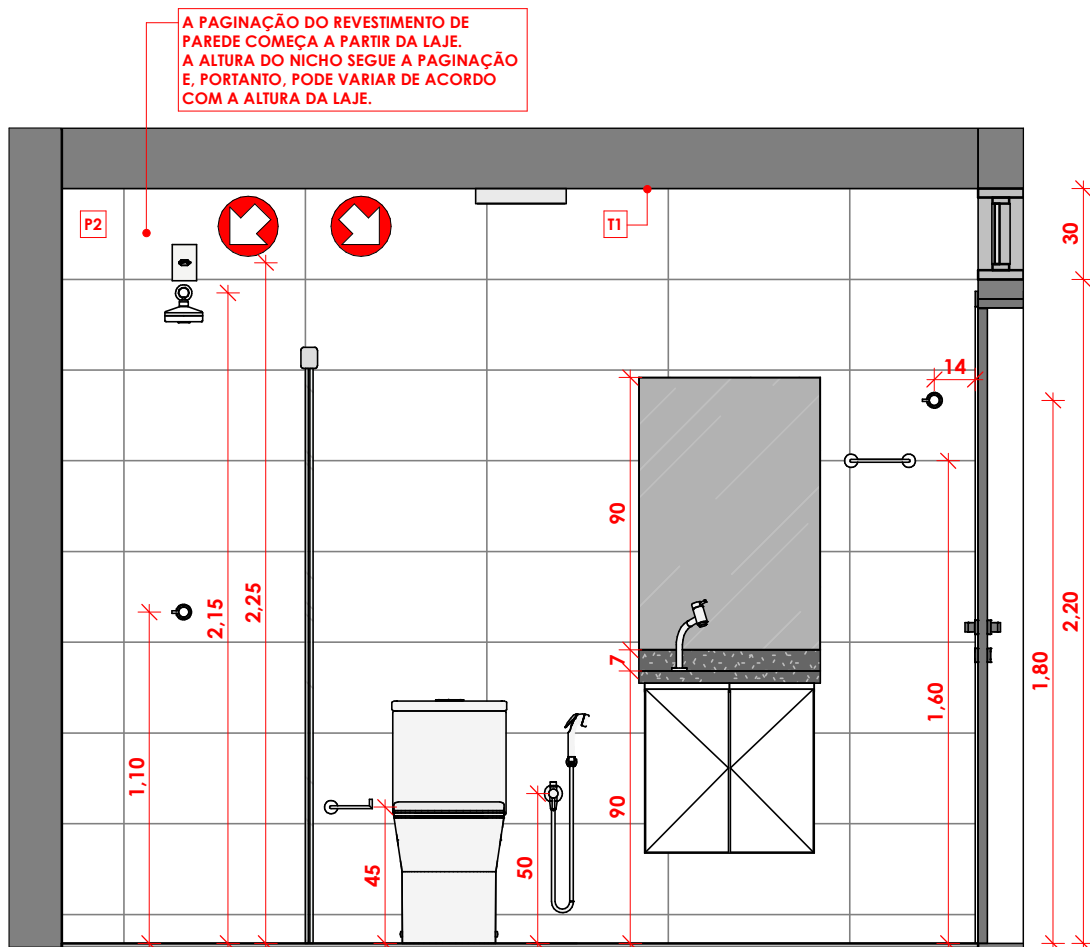 A PAGINAÇÃO DO REVESTIMENTO DE
PAREDE COMEÇA A PARTIR DA LAJE.
A ALTURA DO NICHO SEGUE A PAGINAÇÃO
E, PORTANTO, PODE VARIAR DE ACORDO
COM A ALTURA DA LAJE.
P2
T1
30
14
90
2,15
2,25
2,20
7
1,80
1,60
1,10
90
45
50